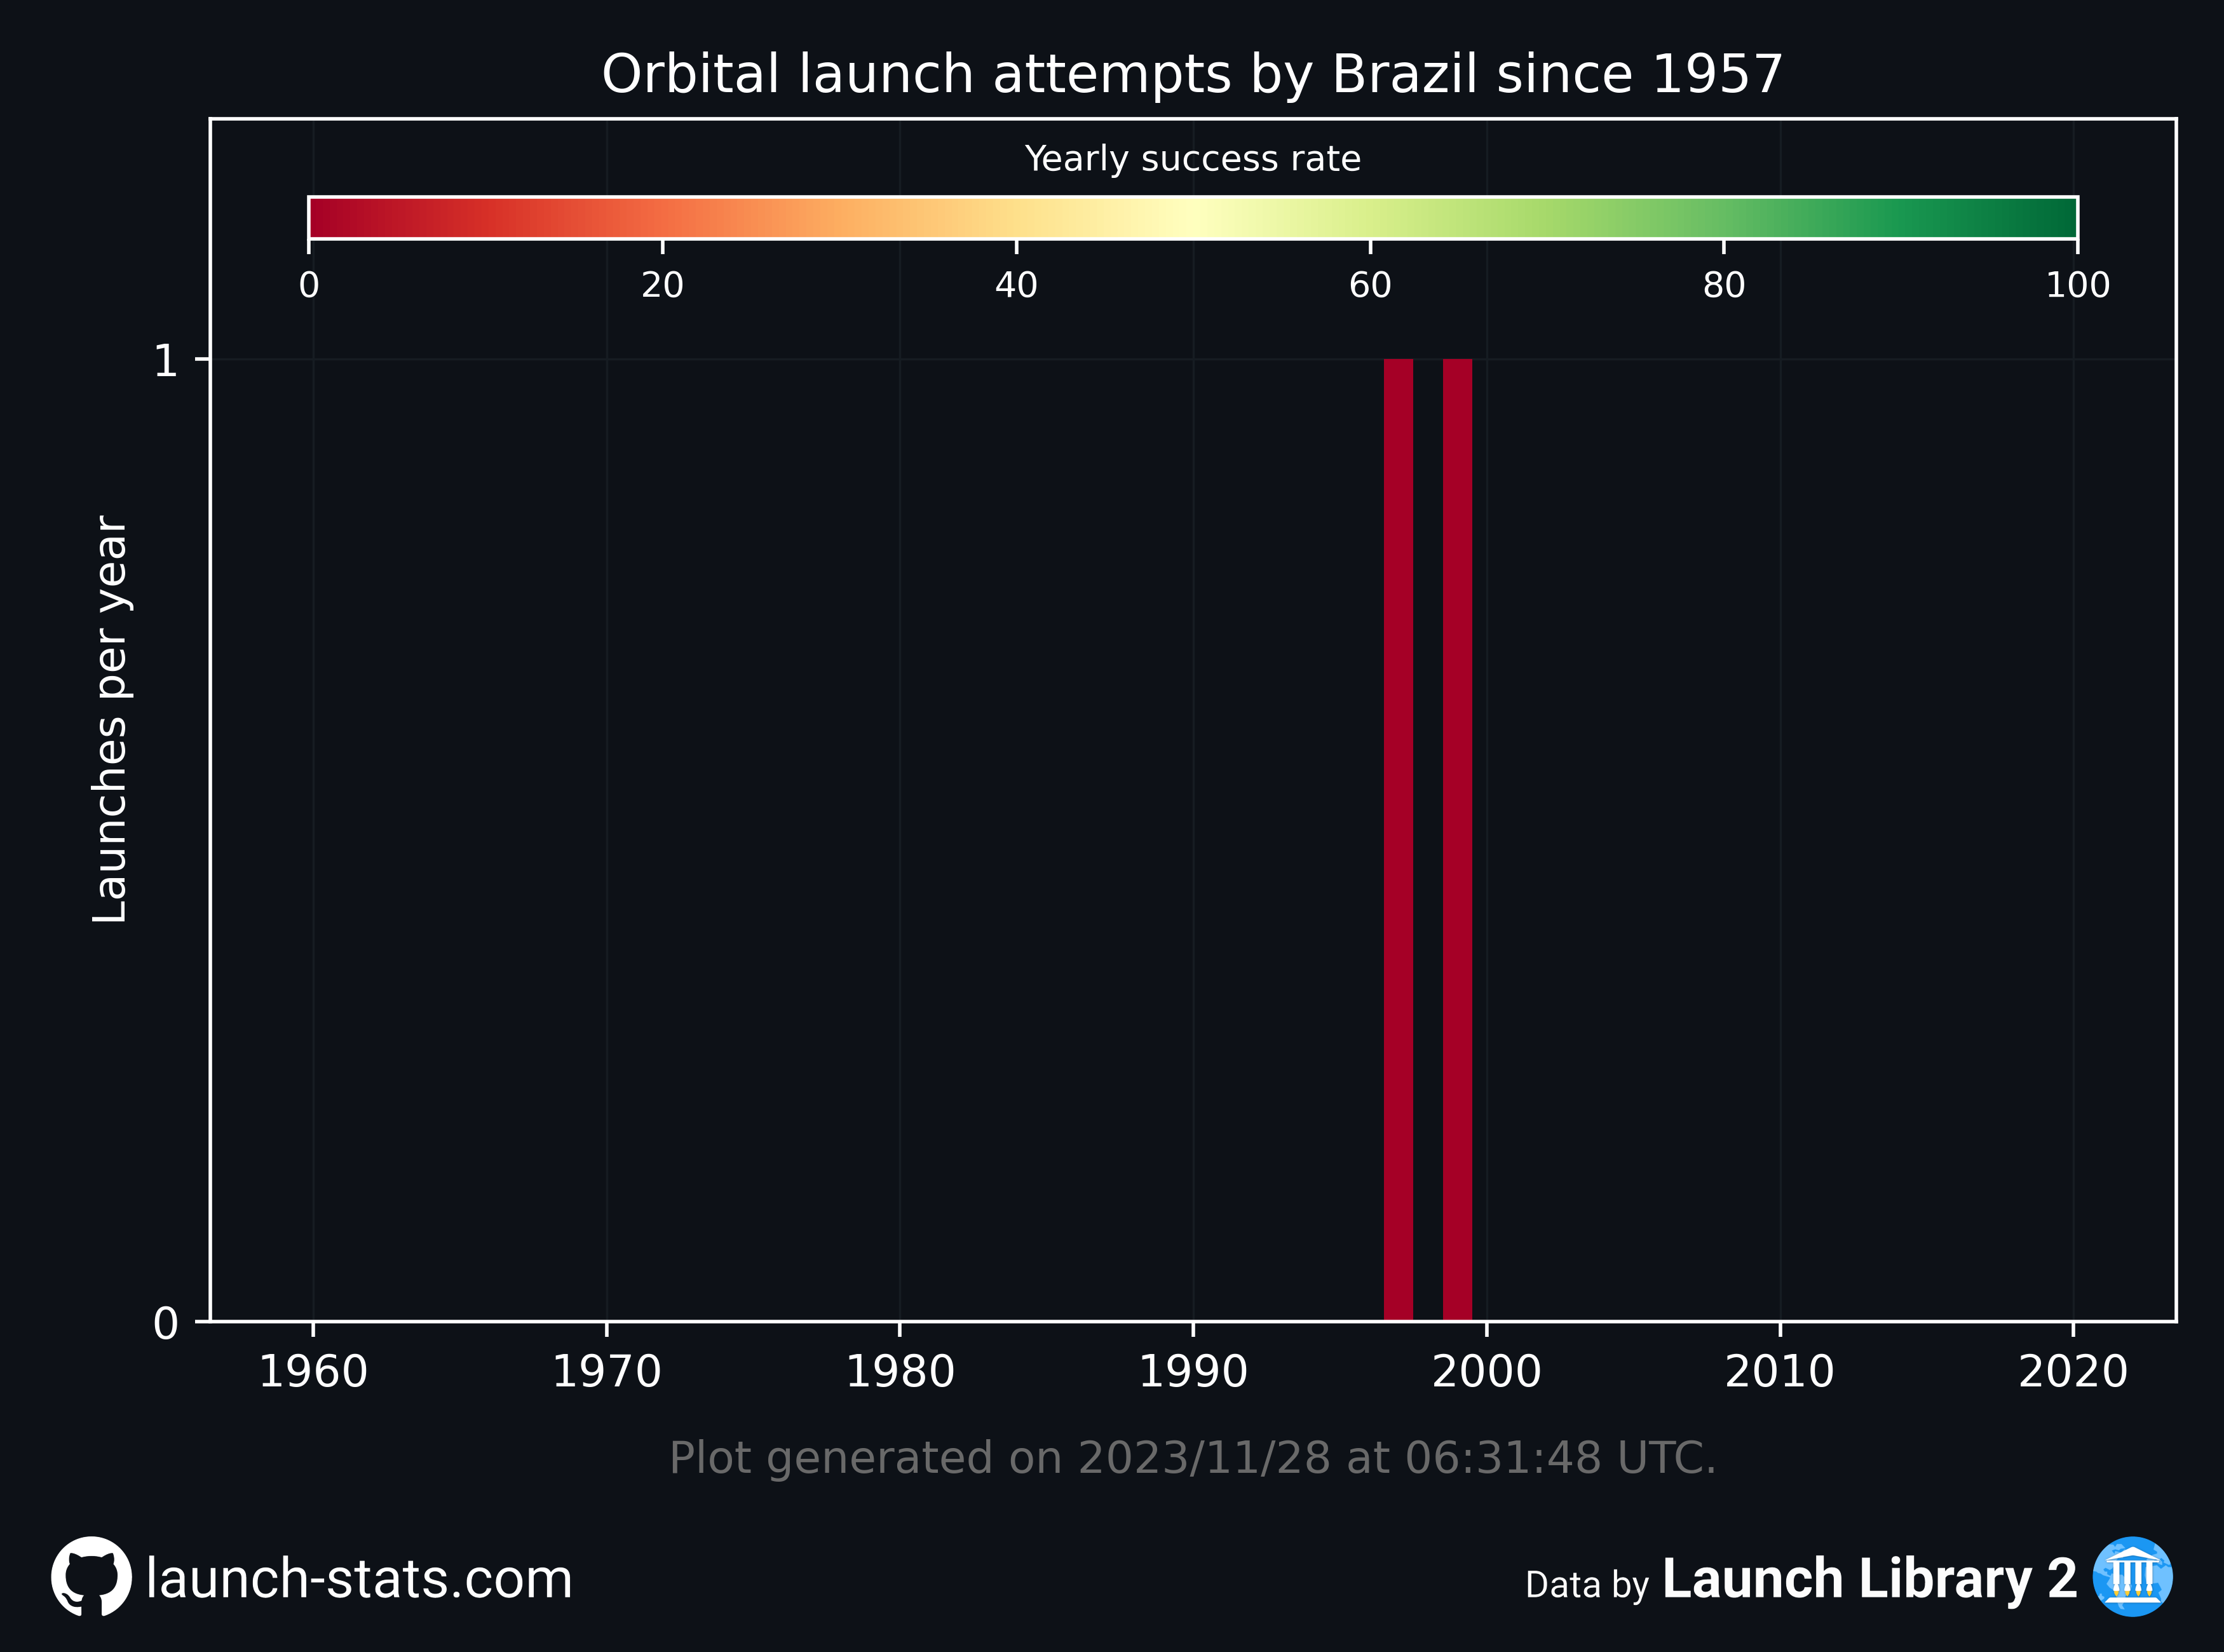 Orbital launch attempts by Brazil since 1957
Yearly success rate
0 20 40 60 80 100
1
Launches per year
0
1960 1970 1980 1990 2000 2010 2020
Plot generated on 2023/11/28 at 06:31:48 UTC.
launch-stats.com
Data by Launch Library 2